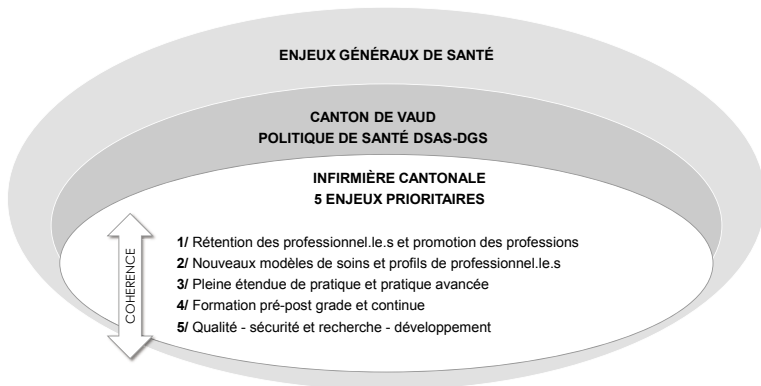 ENJEUX GÉNÉRAUX DE SANTÉ
CANTON DE VAUD
POLITIQUE DE SANTÉ DSAS-DGS
INFIRMIÈRE CANTONALE
5 ENJEUX PRIORITAIRES
COHERENCE
1/ Rétention des professionnel.le.s et promotion des professions
2/ Nouveaux modèles de soins et profils de professionnel.le.s
3/ Pleine étendue de pratique et pratique avancée
4/ Formation pré-post grade et continue
5/ Qualité - sécurité et recherche - développement